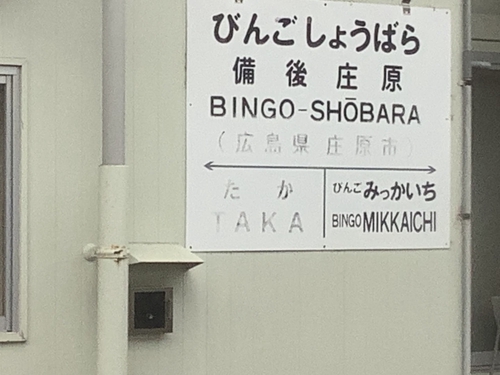 びんごしょうばら
備後庄原
BINGO-SHŌBARA
(広島県庄原市)
たか
びんごみっかいち
TAKA
BINGO MIKKAICHI